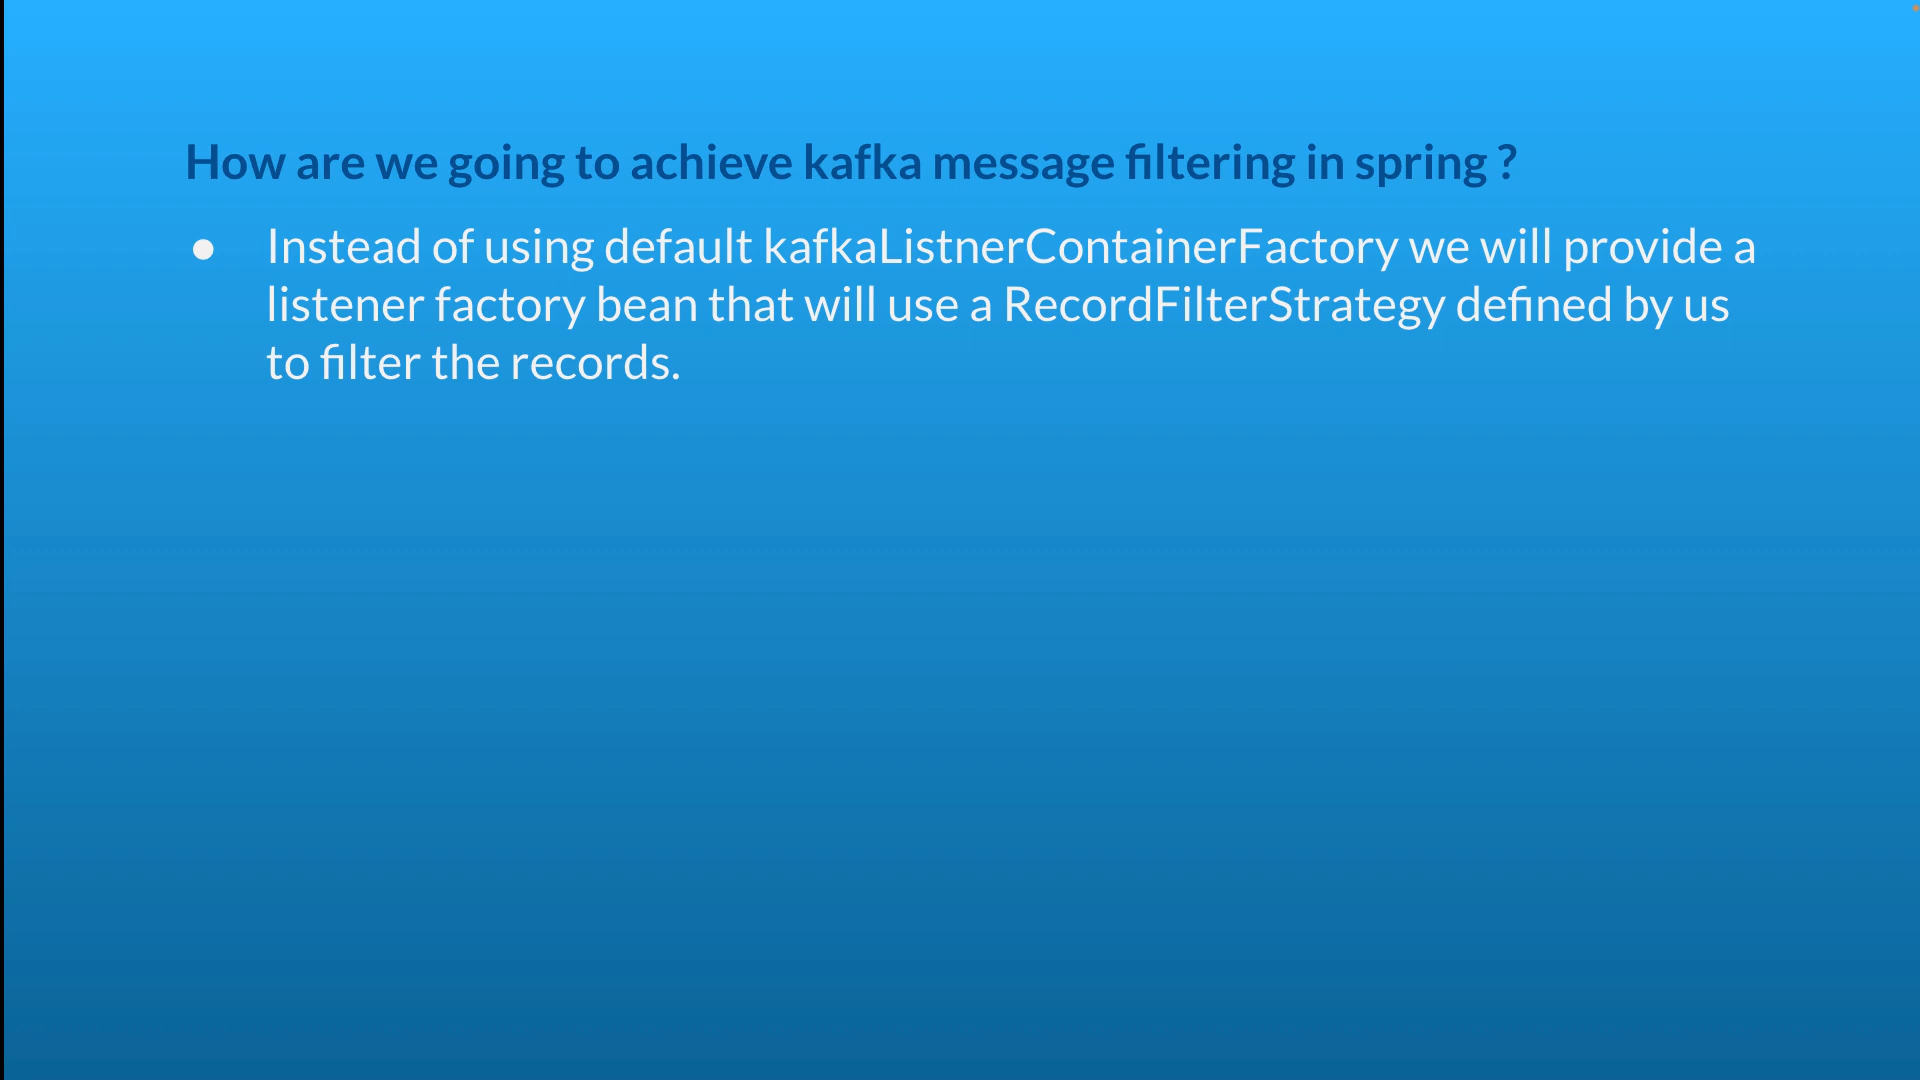 How are we going to achieve kafka message filtering in spring ?
● Instead of using default kafkaListnerContainerFactory we will provide a
listener factory bean that will use a RecordFilterStrategy defined by us
to filter the records.